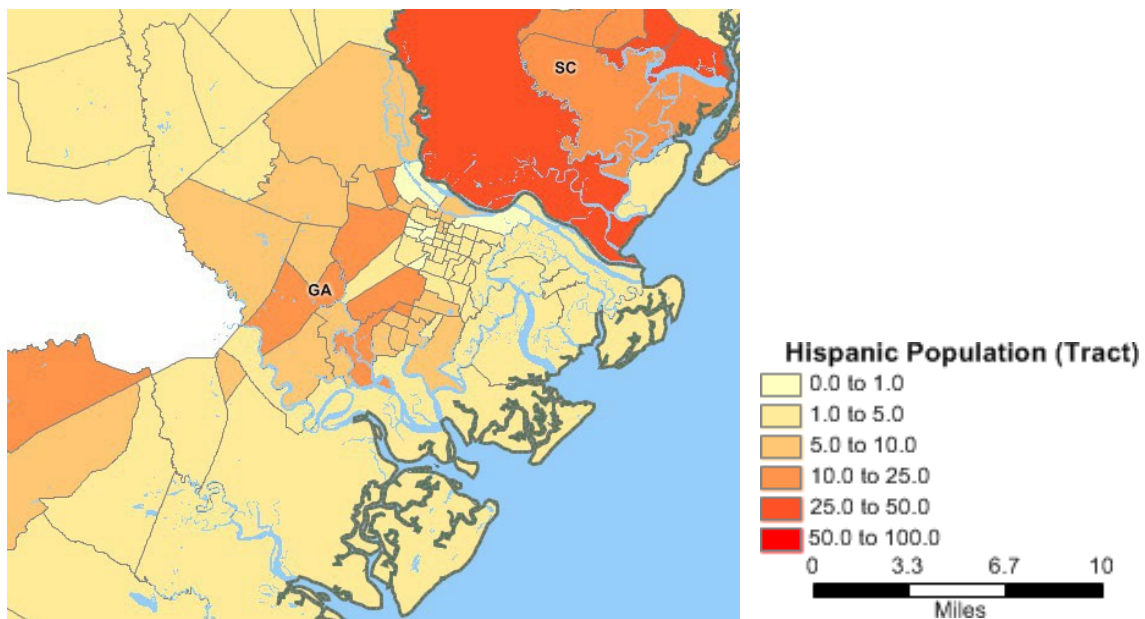 SC
GA
Hispanic Population (Tract)
0.0 to 1.0
1.0 to 5.0
5.0 to 10.0
10.0 to 25.0
25.0 to 50.0
50.0 to 100.0
0 3.3 6.7 10
Miles